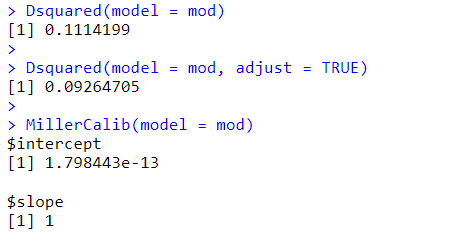 > Dsquared(model = mod)
[1] 0.1114199
>
> Dsquared(model = mod, adjust = TRUE)
[1] 0.09264705
>
> MillerCalib(model = mod)
$intercept
[1] 1.798443e-13

$slope
[1] 1